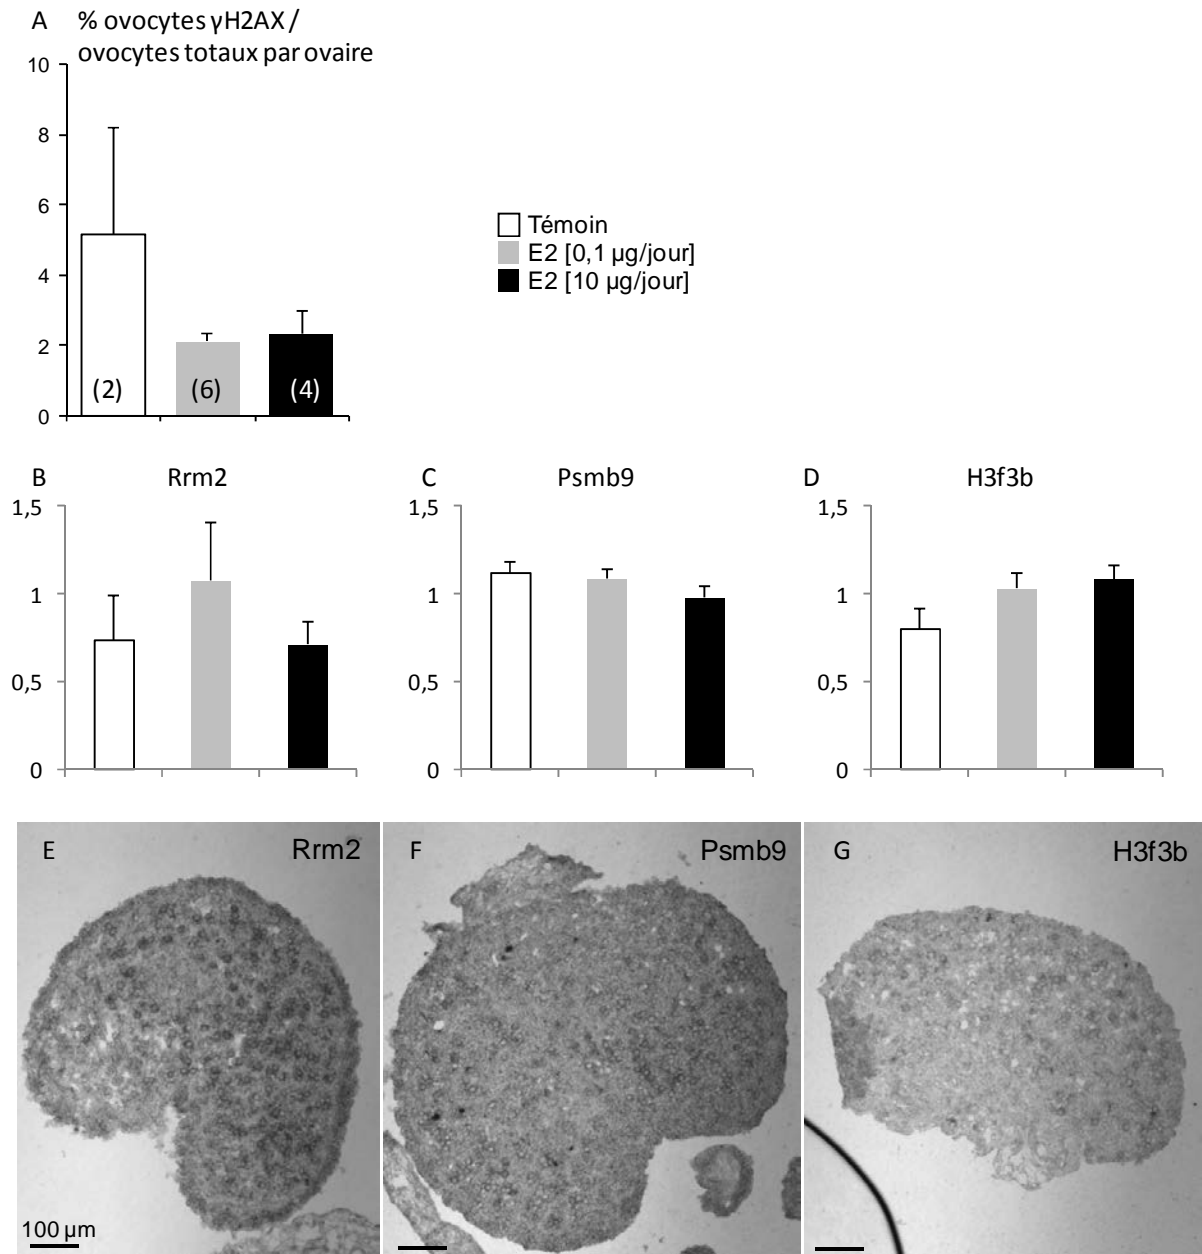 A
% ovocytes γH2AX /
ovocytes totaux par ovaire
10
8
6
4
2
0
(2)
(6)
(4)
Témoin
E2 [0,1 µg/jour]
E2 [10 µg/jour]
B
Rrm2
1,5
1
0,5
0
C
Psmb9
1,5
1
0,5
0
D
H3f3b
1,5
1
0,5
0
E
Rrm2
100 µm
F
Psmb9
G
H3f3b